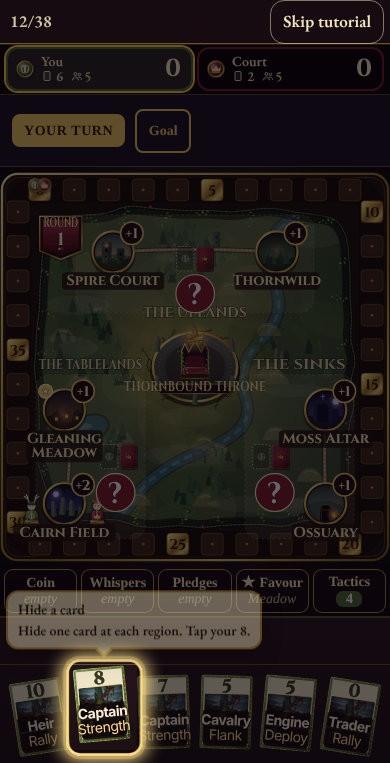 12/38
Skip tutorial
You
6 5
0
Court
2 5
0
YOUR TURN
Goal
5
10
ROUND
1
+1
+1
SPIRE COURT
THORNWILD
?
THE UPLANDS
35
THE TABLELANDS
THE SINKS
THORNBOUND THRONE
15
+1
+1
GLEANING
MEADOW
MOSS ALTAR
+2
?
?
+1
30
CAIRN FIELD
25
OSSUARY
20
Coin
empty
Whispers
empty
Pledges
empty
★ Favour
Meadow
Tactics
4
Hide a card
Hide one card at each region. Tap your 8.
10
Heir
Rally
8
Captain
Strength
7
Captain
Strength
5
Cavalry
Flank
5
Engine
Deploy
0
Trader
Rally